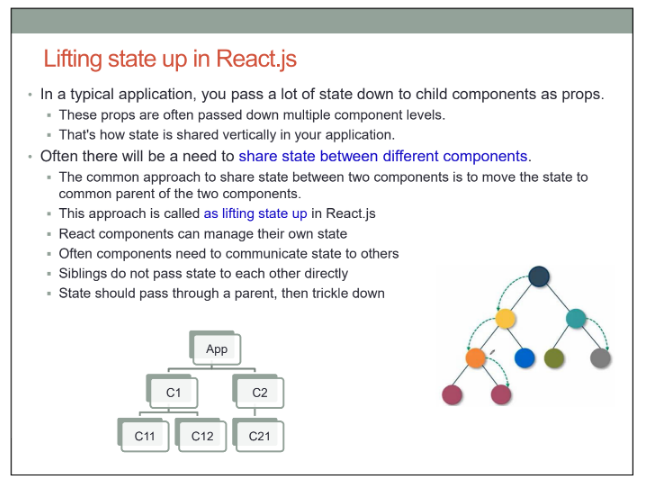 Lifting state up in React.js
In a typical application, you pass a lot of state down to child components as props.
These props are often passed down multiple component levels.
That's how state is shared vertically in your application.
Often there will be a need to share state between different components.
The common approach to share state between two components is to move the state to
common parent of the two components.
This approach is called as lifting state up in React.js
React components can manage their own state
Often components need to communicate state to others
Siblings do not pass state to each other directly
State should pass through a parent, then trickle down
App
C1
C2
C11
C12
C21